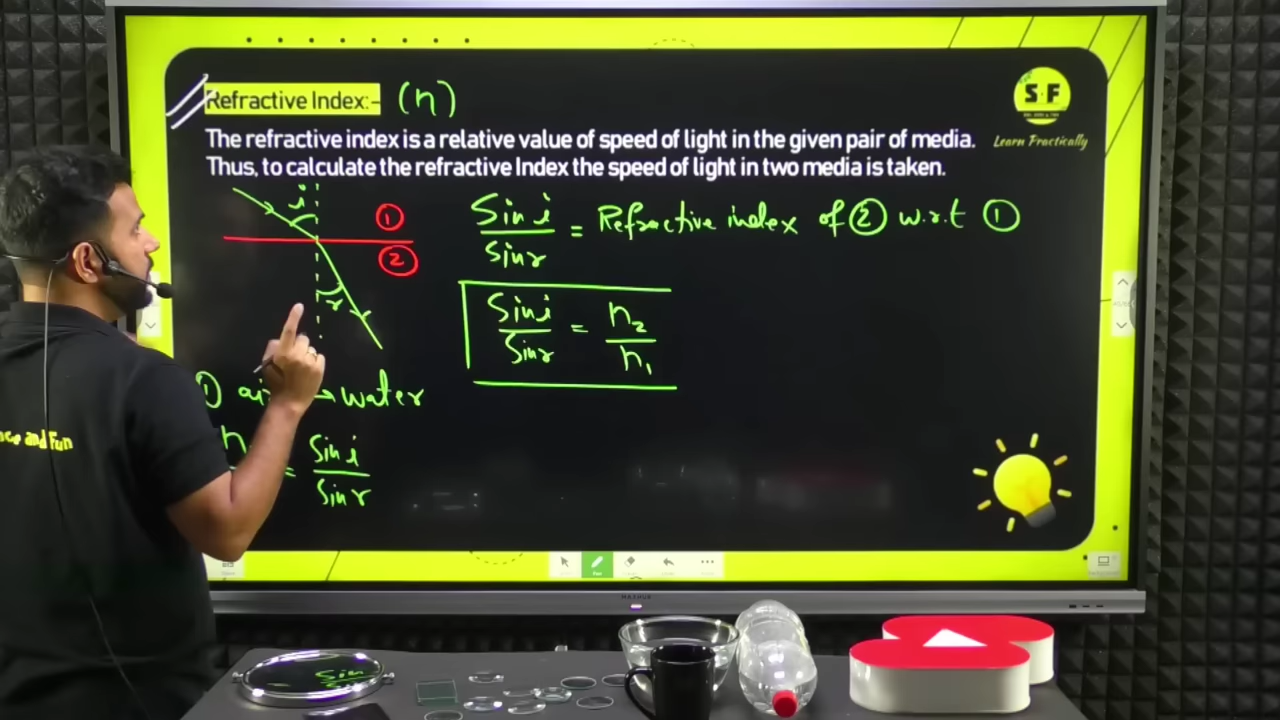 Refractive Index:- (n)
S F
Learn Practically
The refractive index is a relative value of speed of light in the given pair of media.
Thus, to calculate the refractive Index the speed of light in two media is taken.
i
①
②
r
Sin i / Sin r = Refractive index of ② w.r.t ①
Sin i / Sin r = n₂ / n₁
① → water
n = Sin i / Sin r
and Fun